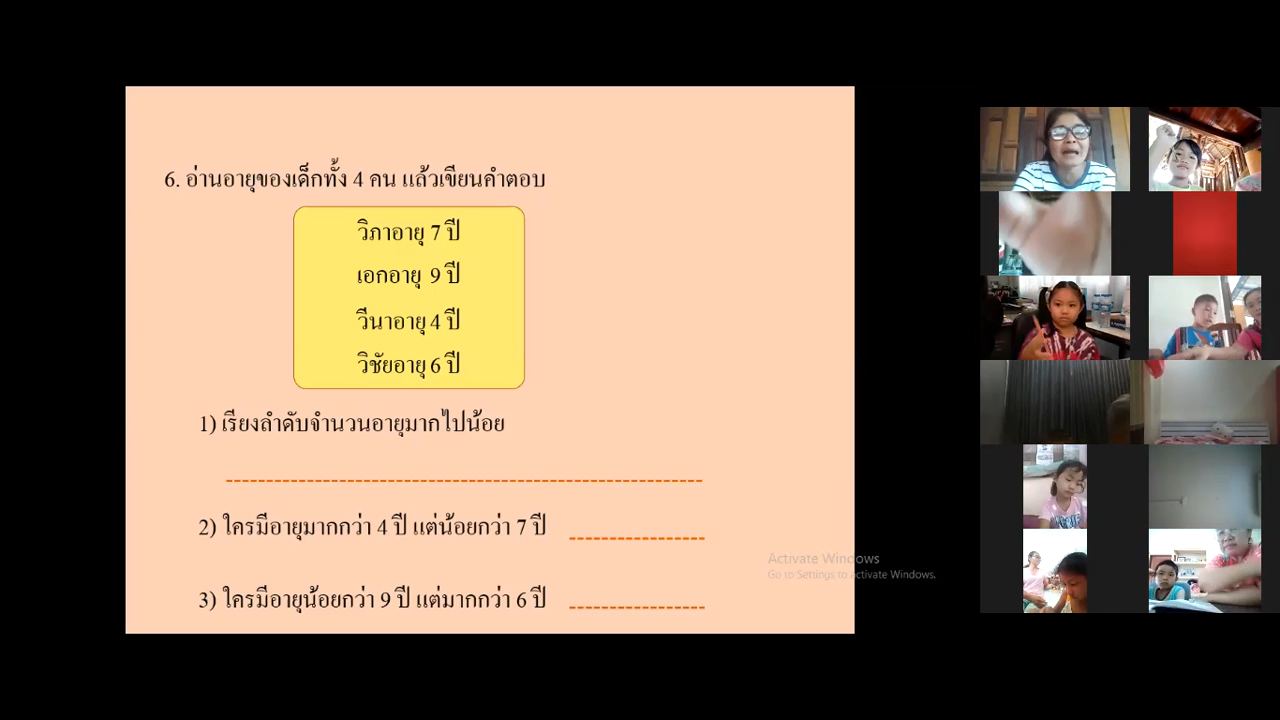 6. อ่านอายุของเด็กทั้ง 4 คน แล้วเขียนคำตอบ
วิภาอายุ 7 ปี
เอกอายุ 9 ปี
วีนาอายุ 4 ปี
วิชัยอายุ 6 ปี
1) เรียงลำดับจำนวนอายุมากไปน้อย
2) ใครมีอายุมากกว่า 4 ปี แต่น้อยกว่า 7 ปี
3) ใครมีอายุน้อยกว่า 9 ปี แต่มากกว่า 6 ปี
Activate Windows
Go to Settings to activate Windows.